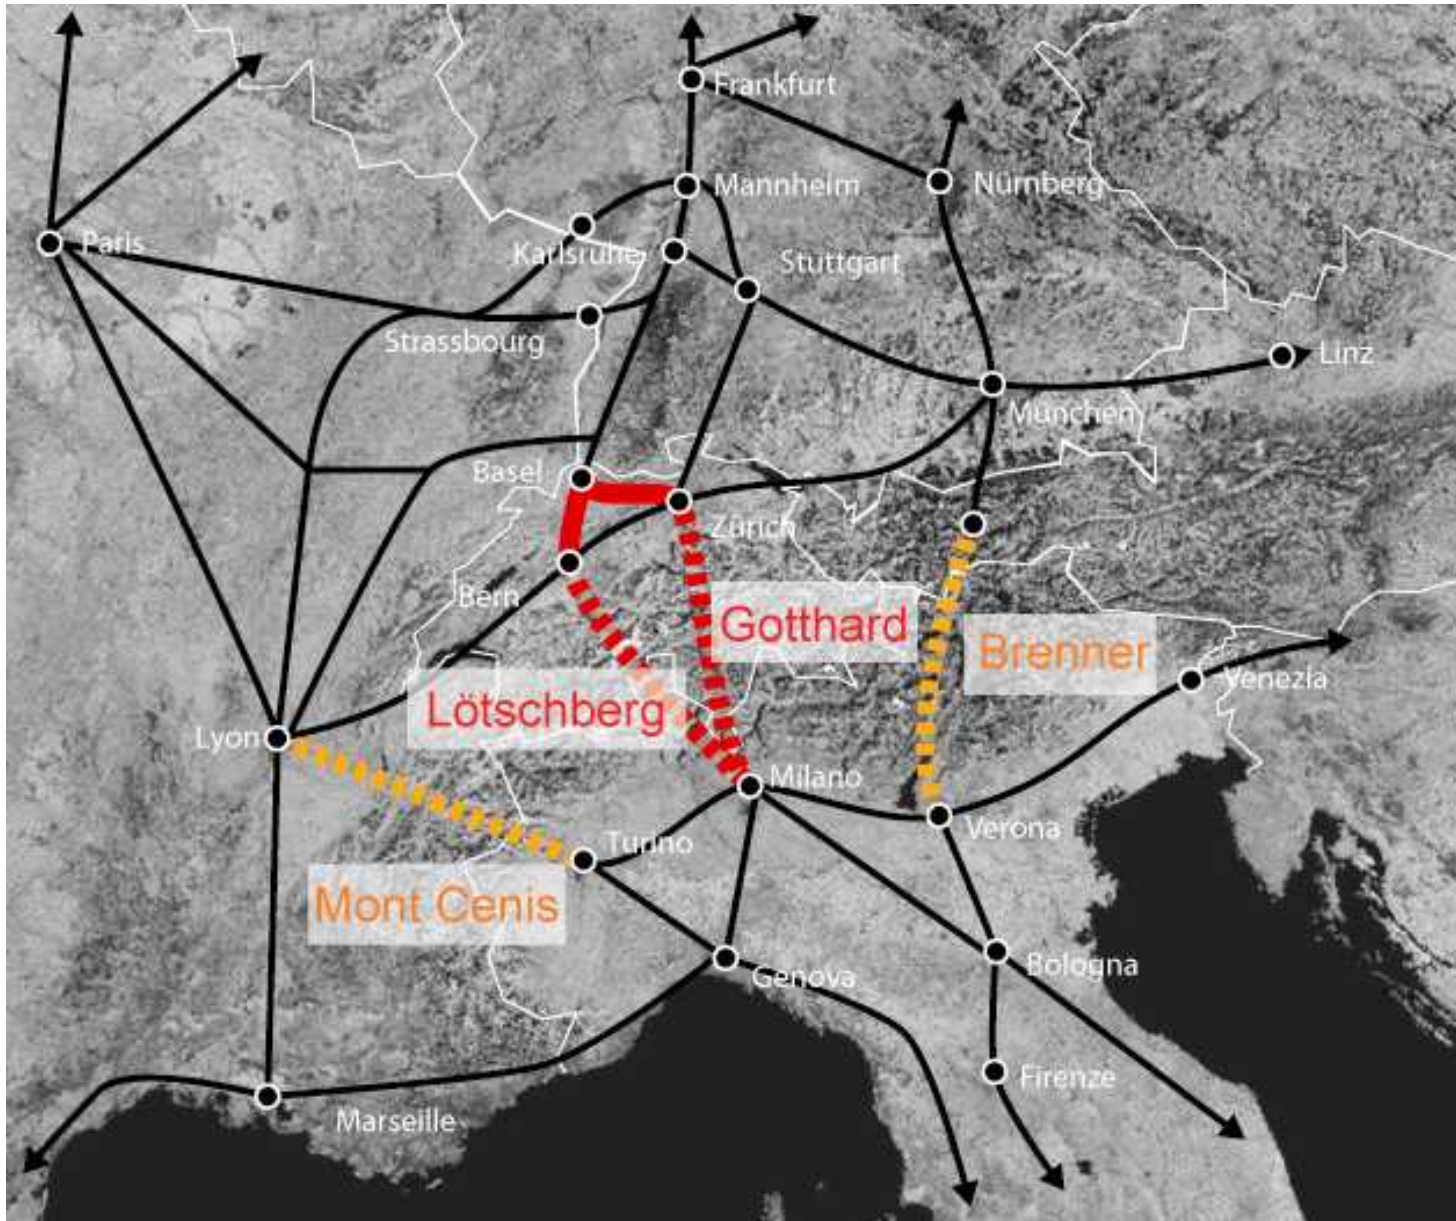 Frankfurt
Mannheim
Nürnberg
Paris
Karlsruhe
Stuttgart
Strassbourg
Linz
München
Basel
Zürich
Bern
Gotthard
Brenner
Lötschberg
Venezia
Lyon
Milano
Verona
Turino
Mont Cenis
Genova
Bologna
Firenze
Marseille